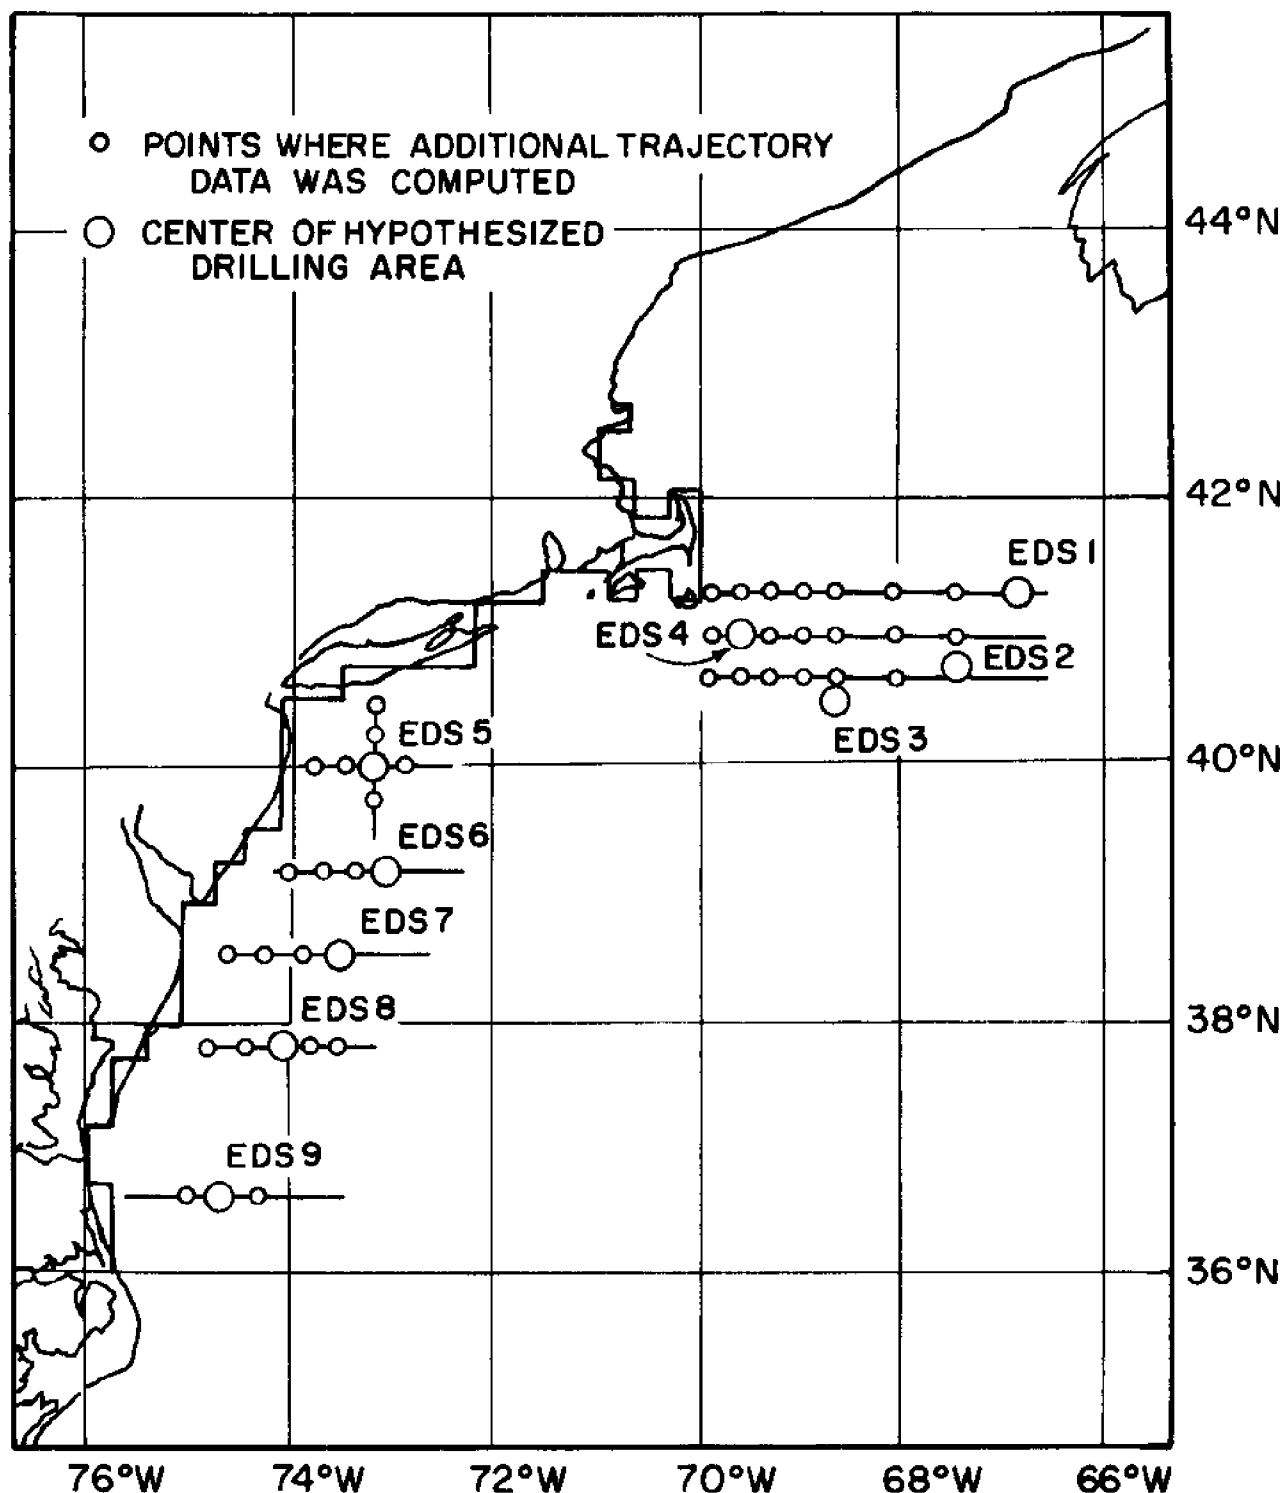 POINTS WHERE ADDITIONAL TRAJECTORY
DATA WAS COMPUTED
CENTER OF HYPOTHESIZED
DRILLING AREA
44°N
42°N
EDS 1
EDS 4
EDS 2
EDS 3
EDS 5
40°N
EDS 6
EDS 7
EDS 8
38°N
EDS 9
36°N
76°W 74°W 72°W 70°W 68°W 66°W